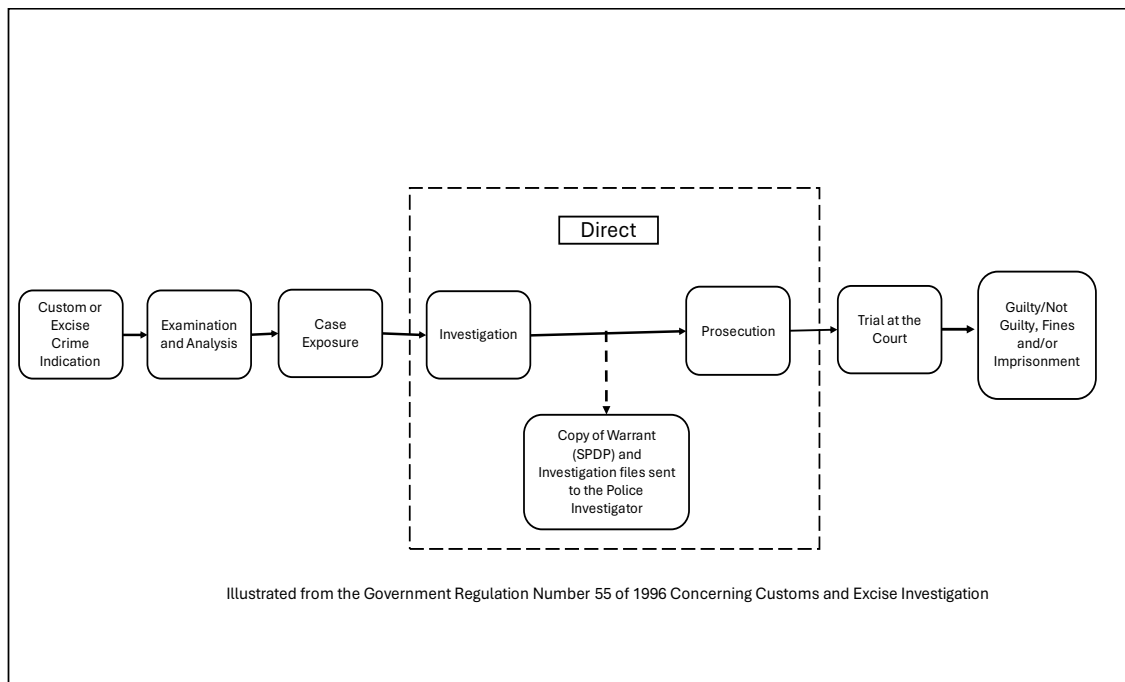 Direct
Custom or
Excise
Crime
Indication
Examination
and Analysis
Case
Exposure
Investigation
Prosecution
Trial at the
Court
Guilty/Not
Guilty, Fines
and/or
Imprisonment
Copy of Warrant
(SPDP) and
Investigation files sent
to the Police
Investigator
Illustrated from the Government Regulation Number 55 of 1996 Concerning Customs and Excise Investigation